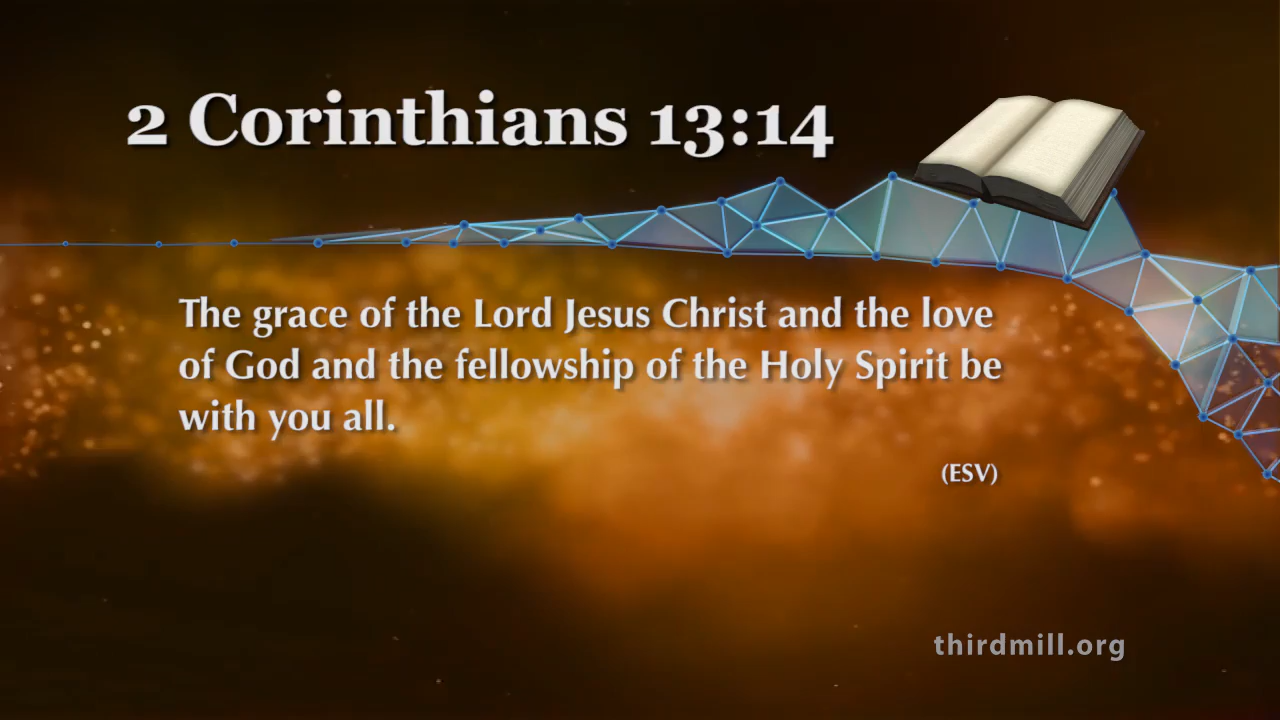 2 Corinthians 13:14
The grace of the Lord Jesus Christ and the love
of God and the fellowship of the Holy Spirit be
with you all.
(ESV)
thirdmill.org